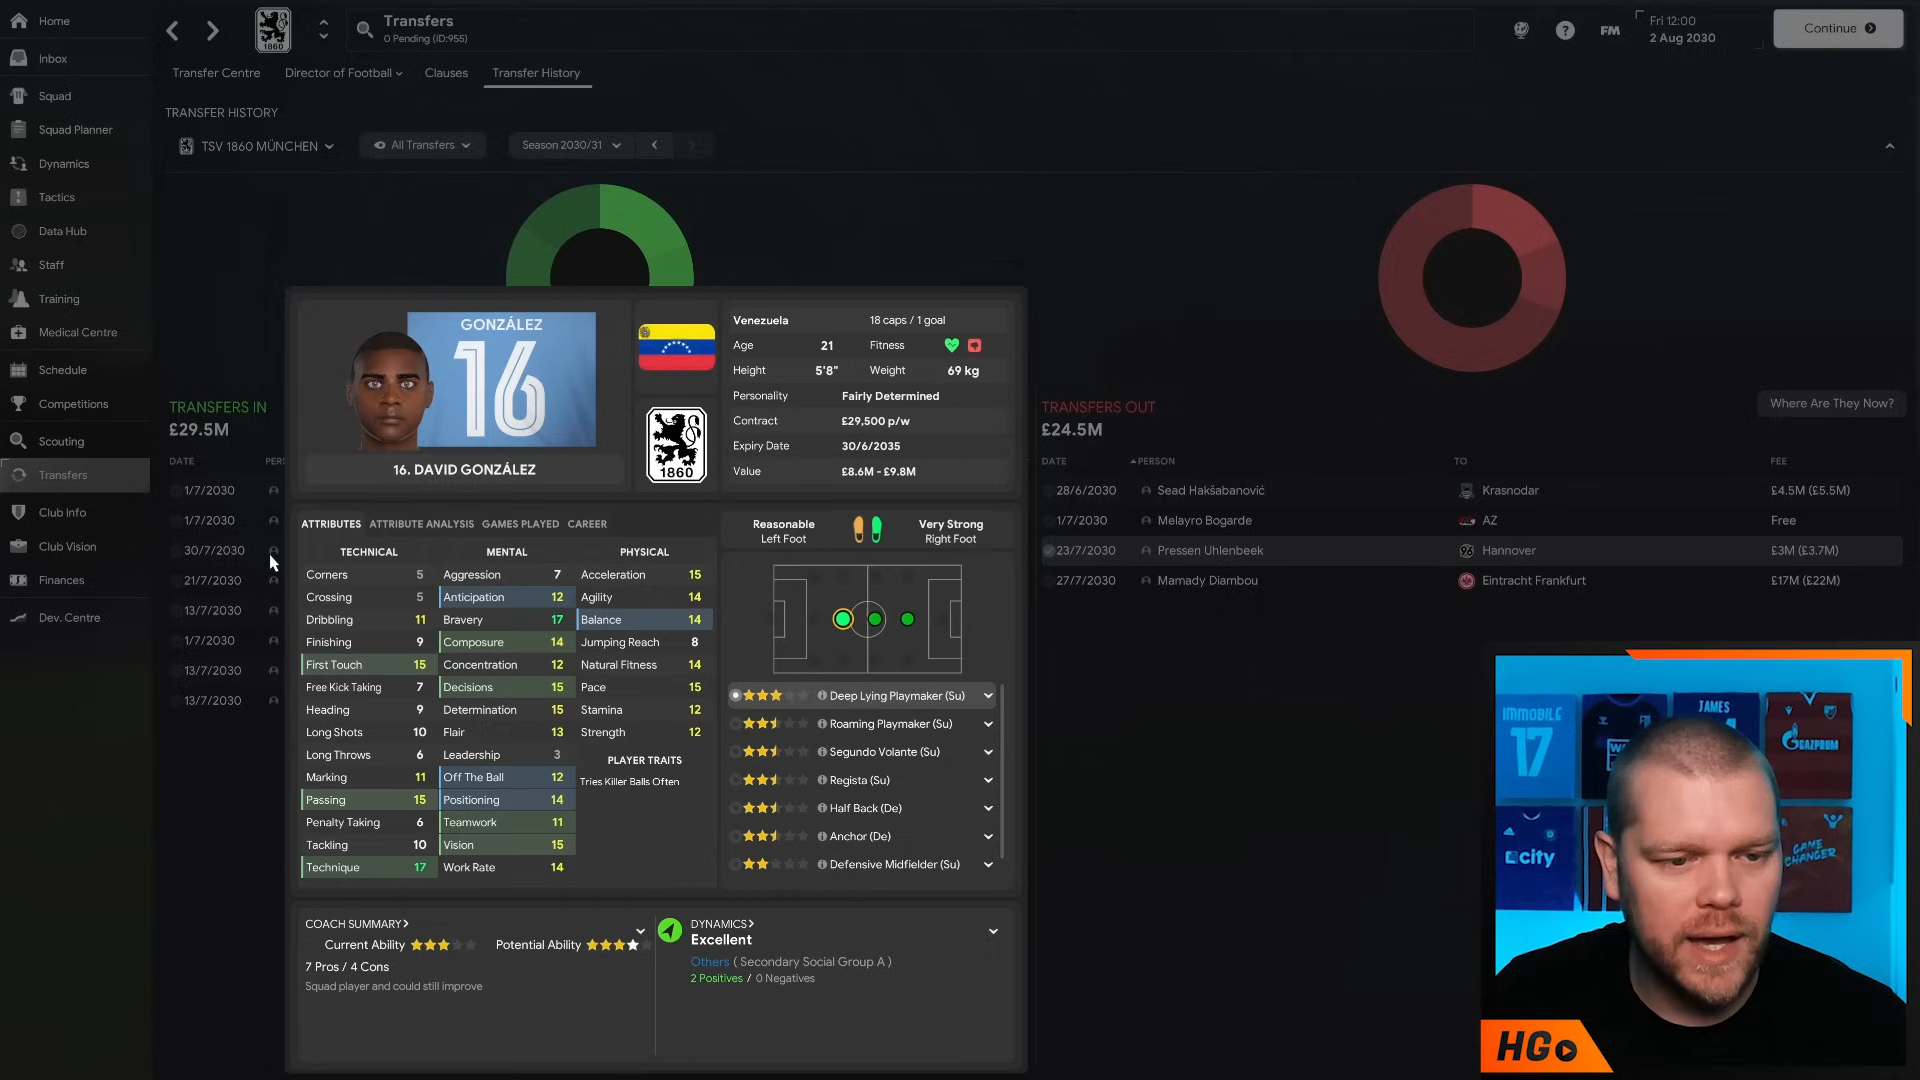 Home
Inbox
Squad
Squad Planner
Dynamics
Tactics
Data Hub
Staff
Training
Medical Centre
Schedule
Competitions
Scouting
Transfers
Club Info
Club Vision
Finances
Dev. Centre
1860
Transfers
0 Pending (ID:955)
FM
Fri 12:00
2 Aug 2030
Continue
Transfer Centre Director of Football Clauses Transfer History
TRANSFER HISTORY
TSV 1860 MÜNCHEN All Transfers Season 2030/31
TRANSFERS IN
£29.5M
DATE PER
1/7/2030
1/7/2030
30/7/2030
21/7/2030
13/7/2030
1/7/2030
13/7/2030
13/7/2030
GONZÁLEZ
16
16. DAVID GONZÁLEZ
1860
Venezuela 18 caps / 1 goal
Age 21 Fitness
Height 5'8" Weight 69 kg
Personality Fairly Determined
Contract £29,500 p/w
Expiry Date 30/6/2035
Value £8.6M - £9.8M
ATTRIBUTES ATTRIBUTE ANALYSIS GAMES PLAYED CAREER
TECHNICAL MENTAL PHYSICAL
Corners 5 Aggression 7 Acceleration 15
Crossing 5 Anticipation 12 Agility 14
Dribbling 11 Bravery 17 Balance 14
Finishing 9 Composure 14 Jumping Reach 8
First Touch 15 Concentration 12 Natural Fitness 14
Free Kick Taking 7 Decisions 15 Pace 15
Heading 9 Determination 15 Stamina 12
Long Shots 10 Flair 13 Strength 12
Long Throws 6 Leadership 3
Marking 11 Off The Ball 12
Passing 15 Positioning 14
Penalty Taking 6 Teamwork 11
Tackling 10 Vision 15
Technique 17 Work Rate 14
PLAYER TRAITS
Tries Killer Balls Often
Reasonable
Left Foot
Very Strong
Right Foot
Deep Lying Playmaker (Su)
Roaming Playmaker (Su)
Segundo Volante (Su)
Regista (Su)
Half Back (De)
Anchor (De)
Defensive Midfielder (Su)
COACH SUMMARY
Current Ability Potential Ability
7 Pros / 4 Cons
Squad player and could still improve
DYNAMICS
Excellent
Others ( Secondary Social Group A )
2 Positives / 0 Negatives
TRANSFERS OUT
£24.5M
Where Are They Now?
DATE PERSON TO FEE
28/6/2030 Sead Hakšabanović Krasnodar £4.5M (£5.5M)
1/7/2030 Melayro Bogarde AZ Free
23/7/2030 Pressen Uhlenbeek Hannover £3M (£3.7M)
27/7/2030 Mamady Diambou Eintracht Frankfurt £17M (£22M)
IMMOBILE
17
JAMES
GAZPROM
city
GAME
CHANGER
HG